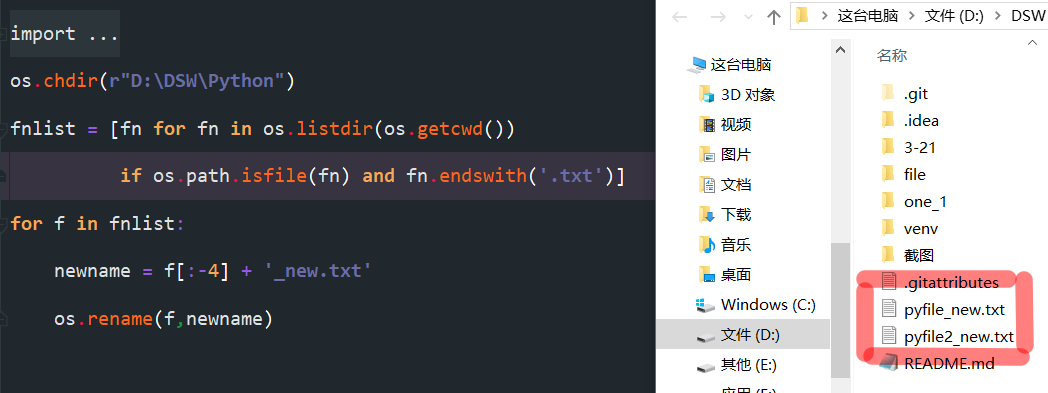 import ...
os.chdir(r"D:\DSW\Python")
fnlist = [fn for fn in os.listdir(os.getcwd())
if os.path.isfile(fn) and fn.endswith('.txt')]
for f in fnlist:
newname = f[:-4] + '_new.txt'
os.rename(f,newname)
这台电脑 文件 (D:) DSW
这台电脑
3D 对象
视频
图片
文档
下载
音乐
桌面
Windows (C:)
文件 (D:)
其他 (E:)
名称
.git
.idea
3-21
file
one_1
venv
截图
.gitattributes
pyfile_new.txt
pyfile2_new.txt
README.md